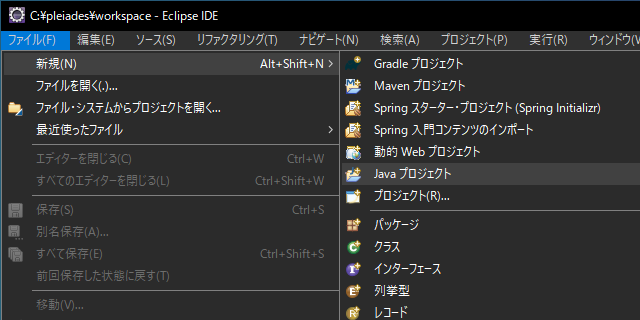 C:¥pleiades¥workspace - Eclipse IDE
ファイル(F) 編集(E) ソース(S) リファクタリング(T) ナビゲート(N) 検索(A) プロジェクト(P) 実行(R) ウィンドウ(W
新規(N) Alt+Shift+N >
ファイルを開く(.)...
ファイル・システムからプロジェクトを開く...
最近使ったファイル >
エディターを閉じる(C) Ctrl+W
すべてのエディターを閉じる(L) Ctrl+Shift+W
保存(S) Ctrl+S
別名保存(A)...
すべて保存(E) Ctrl+Shift+S
前回保存した状態に戻す(T)
移動(V)...
Gradle プロジェクト
Maven プロジェクト
Spring スターター・プロジェクト (Spring Initializr)
Spring 入門コンテンツのインポート
動的 Web プロジェクト
Java プロジェクト
プロジェクト(R)...
パッケージ
クラス
インターフェース
列挙型
レコード